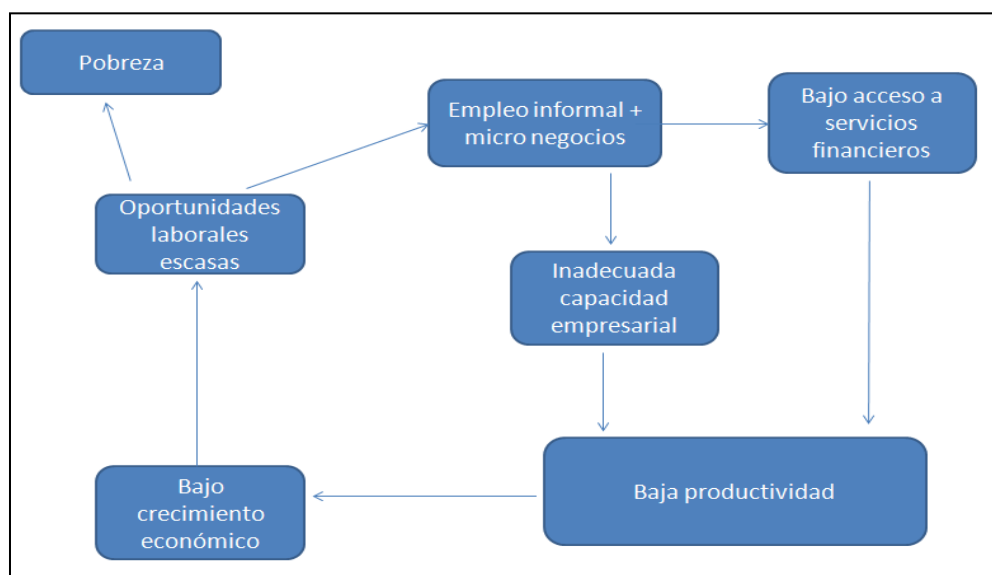 Pobreza
Empleo informal +
micro negocios
Bajo acceso a
servicios
financieros
Oportunidades
laborales
escasas
Inadecuada
capacidad
empresarial
Bajo
crecimiento
económico
Baja productividad